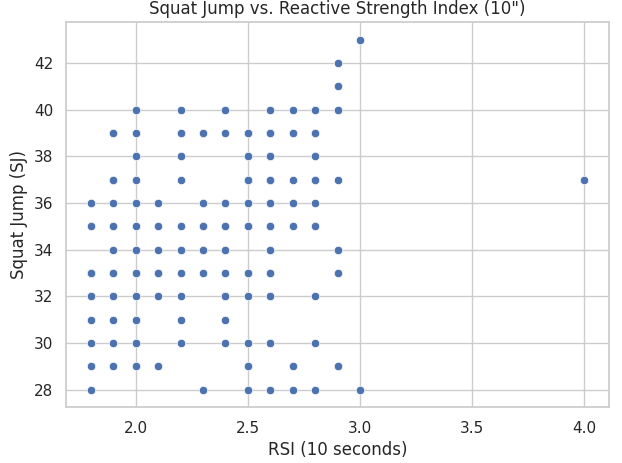 Squat Jump vs. Reactive Strength Index (10")
42
40
38
36
34
32
30
28
Squat Jump (SJ)
2.0 2.5 3.0 3.5 4.0
RSI (10 seconds)